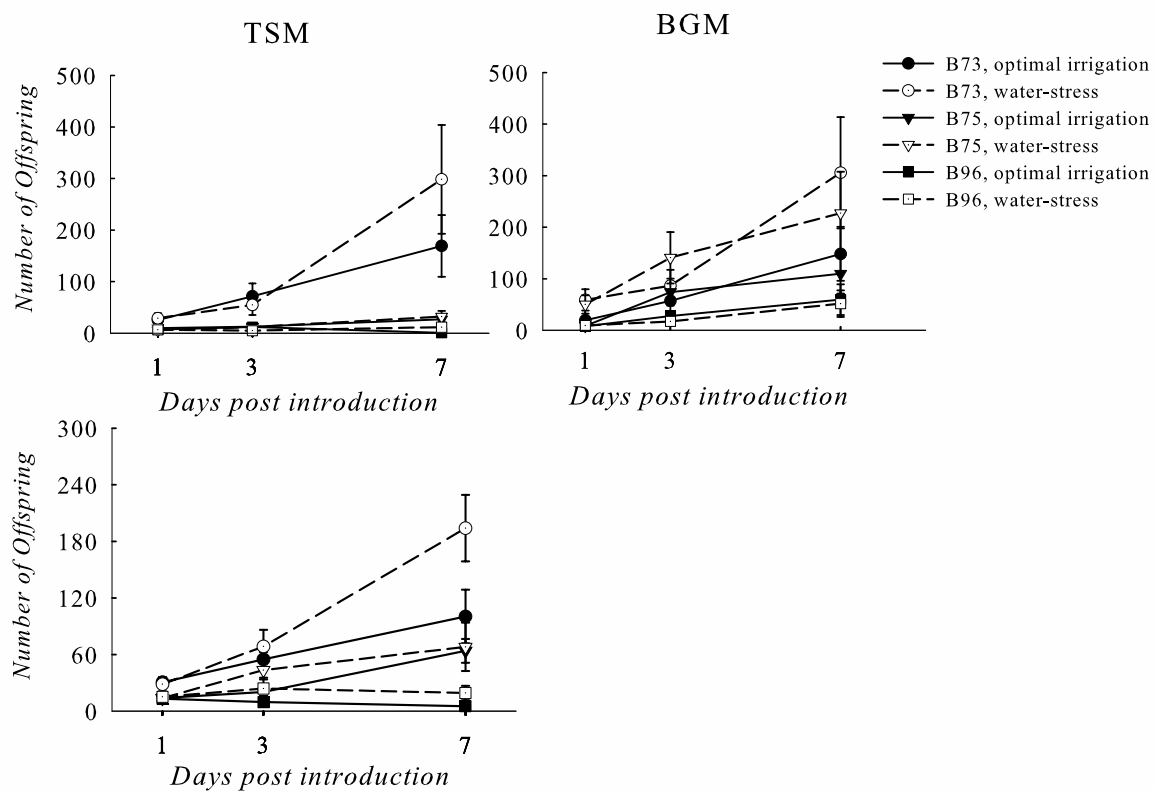 TSM
BGM
Number of Offspring
500
400
300
200
100
0
1 3 7
Days post introduction
500
400
300
200
100
0
1 3 7
Days post introduction
B73, optimal irrigation
B73, water-stress
B75, optimal irrigation
B75, water-stress
B96, optimal irrigation
B96, water-stress
Number of Offspring
300
240
180
120
60
0
1 3 7
Days post introduction